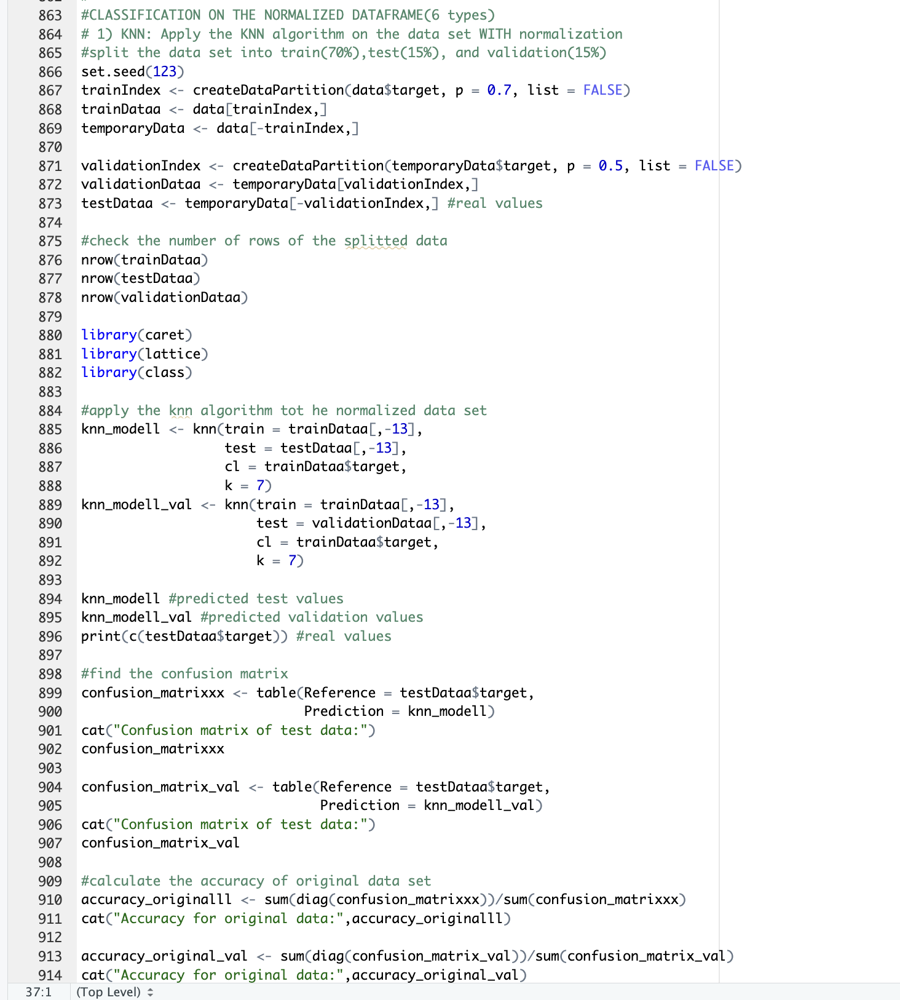 863 #CLASSIFICATION ON THE NORMALIZED DATAFRAME(6 types)
864 # 1) KNN: Apply the KNN algorithm on the data set WITH normalization
865 #split the data set into train(70%),test(15%), and validation(15%)
866 set.seed(123)
867 trainIndex <- createDataPartition(data$target, p = 0.7, list = FALSE)
868 trainDataa <- data[trainIndex,]
869 temporaryData <- data[-trainIndex,]
870
871 validationIndex <- createDataPartition(temporaryData$target, p = 0.5, list = FALSE)
872 validationDataa <- temporaryData[validationIndex,]
873 testDataa <- temporaryData[-validationIndex,] #real values
874
875 #check the number of rows of the splitted data
876 nrow(trainDataa)
877 nrow(testDataa)
878 nrow(validationDataa)
879
880 library(caret)
881 library(lattice)
882 library(class)
883
884 #apply the knn algorithm tot he normalized data set
885 knn_modell <- knn(train = trainDataa[,-13],
886                   test = testDataa[,-13],
887                   cl = trainDataa$target,
888                   k = 7)
889 knn_modell_val <- knn(train = trainDataa[,-13],
890                       test = validationDataa[,-13],
891                       cl = trainDataa$target,
892                       k = 7)
893
894 knn_modell #predicted test values
895 knn_modell_val #predicted validation values
896 print(c(testDataa$target)) #real values
897
898 #find the confusion matrix
899 confusion_matrixxx <- table(Reference = testDataa$target,
900                             Prediction = knn_modell)
901 cat("Confusion matrix of test data:")
902 confusion_matrixxx
903
904 confusion_matrix_val <- table(Reference = testDataa$target,
905                               Prediction = knn_modell_val)
906 cat("Confusion matrix of test data:")
907 confusion_matrix_val
908
909 #calculate the accuracy of original data set
910 accuracy_originalll <- sum(diag(confusion_matrixxx))/sum(confusion_matrixxx)
911 cat("Accuracy for original data:",accuracy_originalll)
912
913 accuracy_original_val <- sum(diag(confusion_matrix_val))/sum(confusion_matrix_val)
914 cat("Accuracy for original data:",accuracy_original_val)
37:1 (Top Level)